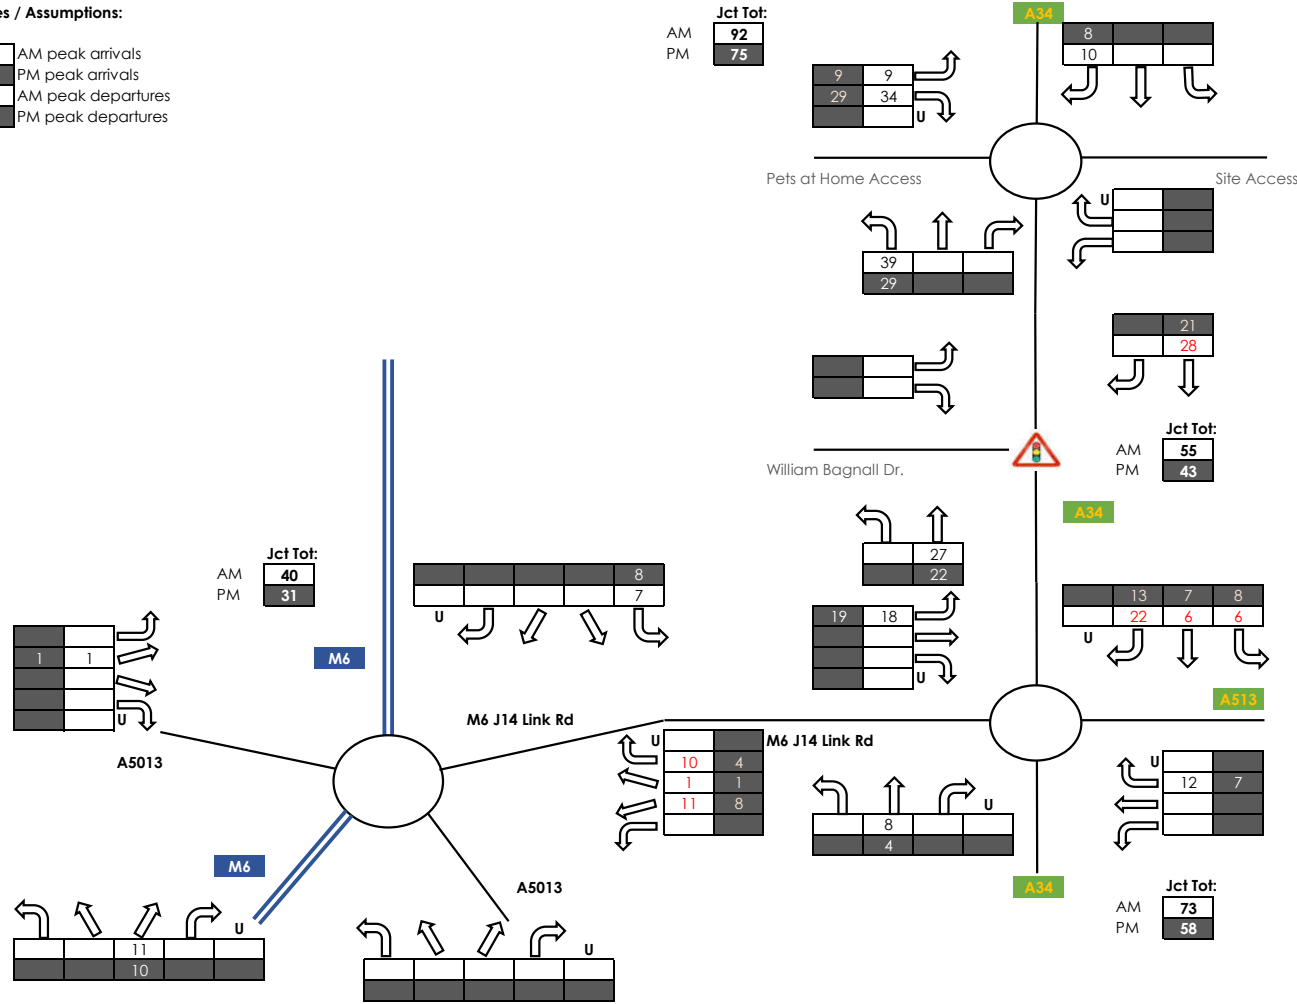 es / Assumptions:
AM peak arrivals
PM peak arrivals
AM peak departures
PM peak departures
Jct Tot:
AM 92
PM 75
A34
8
10
9 9
29 34
U
Pets at Home Access
Site Access
U
39
29
21
28
Jct Tot:
AM 55
PM 43
William Bagnall Dr.
A34
27
22
Jct Tot:
AM 40
PM 31
8
7
U
19 18
U
13 7 8
22 6 6
U
1 1
U
M6
A513
M6 J14 Link Rd
A5013
U
10 4
1 1
11 8
M6 J14 Link Rd
U
8
4
U
12 7
M6
A5013
A34
Jct Tot:
AM 73
PM 58
U
11
10
U